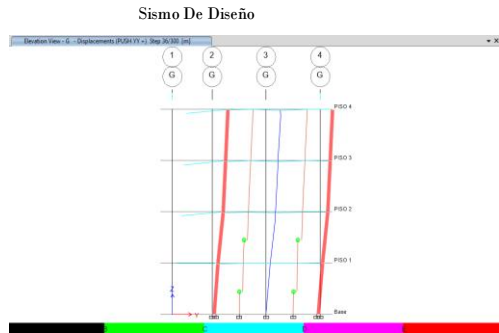 Sismo De Diseño
Elevation View - G - Displacements (PUSH YY +) Step 36/100 [m]
1 2 3 4
G G G G
PISO 4
PISO 3
PISO 2
PISO 1
Z
Y
Base